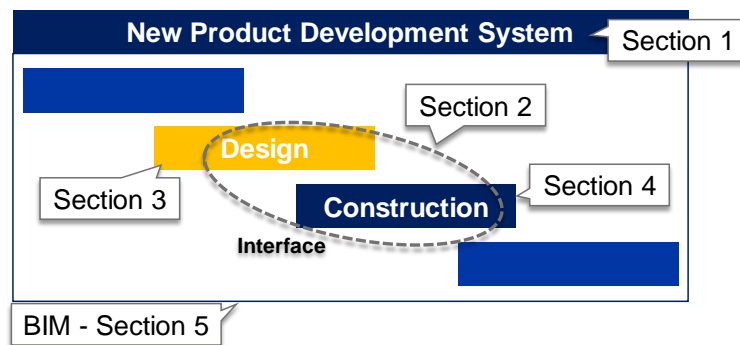 New Product Development System
Section 1
Section 2
Design
Section 3
Section 4
Construction
Interface
BIM - Section 5